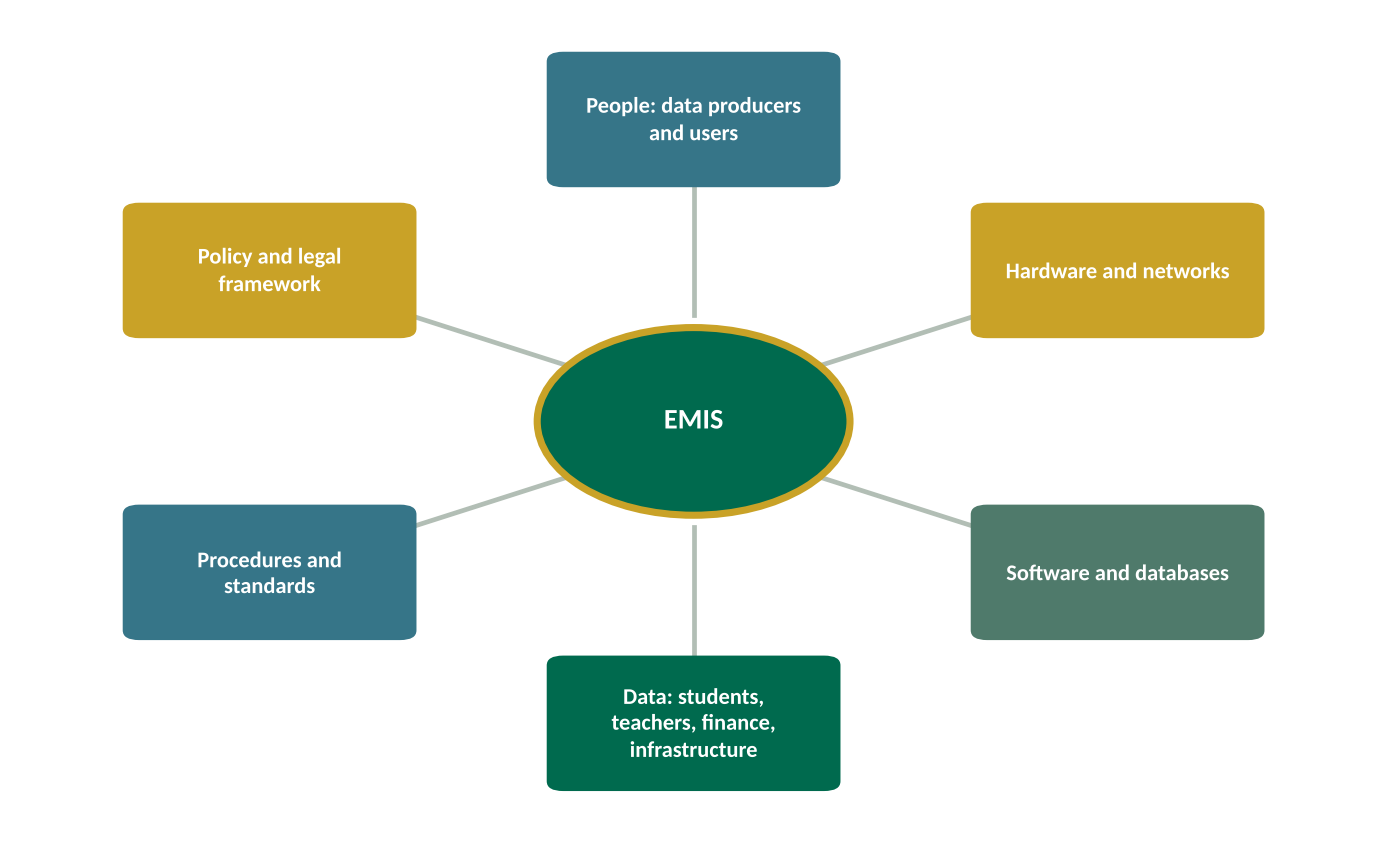 People: data producers
and users
Policy and legal
framework
Hardware and networks
EMIS
Procedures and
standards
Software and databases
Data: students,
teachers, finance,
infrastructure